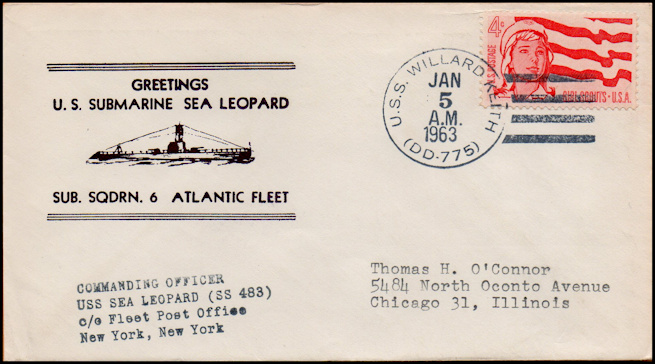 GREETINGS
U. S. SUBMARINE SEA LEOPARD
SUB. SQDRN. 6 ATLANTIC FLEET
U.S.S. WILLARD KEITH
JAN
5
A.M.
1963
(DD-775)
4¢
U.S. POSTAGE
GIRL SCOUTS · U.S.A.
COMMANDING OFFICER
USS SEA LEOPARD (SS 483)
c/o Fleet Post Office
New York, New York
Thomas H. O'Connor
5484 North Oconto Avenue
Chicago 31, Illinois